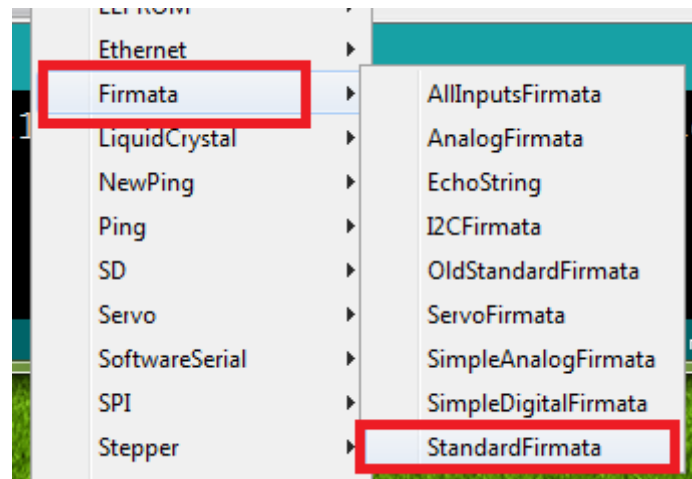 EEPROM
Ethernet
Firmata
LiquidCrystal
NewPing
Ping
SD
Servo
SoftwareSerial
SPI
Stepper
AllInputsFirmata
AnalogFirmata
EchoString
I2CFirmata
OldStandardFirmata
ServoFirmata
SimpleAnalogFirmata
SimpleDigitalFirmata
StandardFirmata